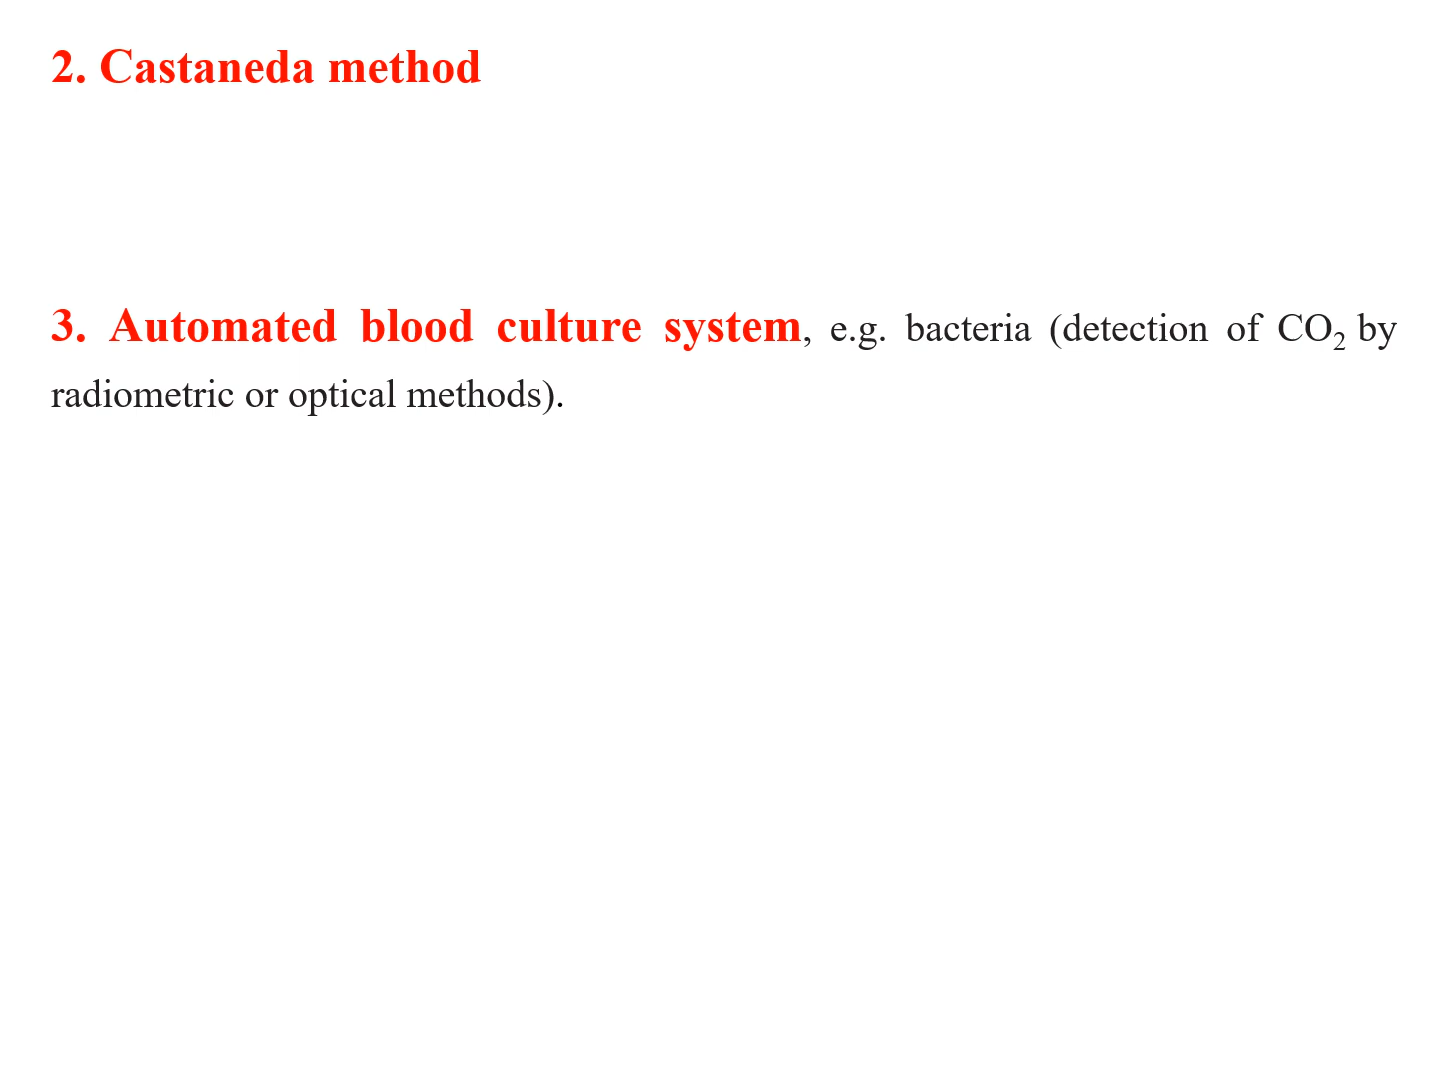 2. Castaneda method
3. Automated blood culture system, e.g. bacteria (detection of CO₂ by
radiometric or optical methods).